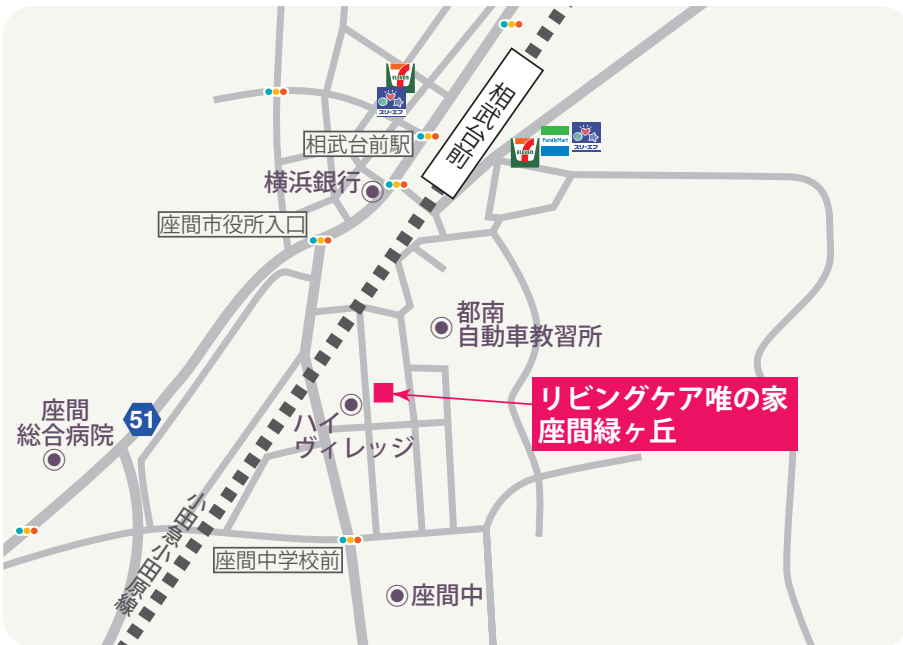 ELEVEN
スリーエフ
相武台前
相武台前駅
ELEVEN
FamilyMart
スリーエフ
横浜銀行
座間市役所入口
都南
自動車教習所
リビングケア唯の家
座間緑ヶ丘
座間
総合病院
51
ハイ
ヴィレッジ
小田急小田原線
座間中学校前
座間中